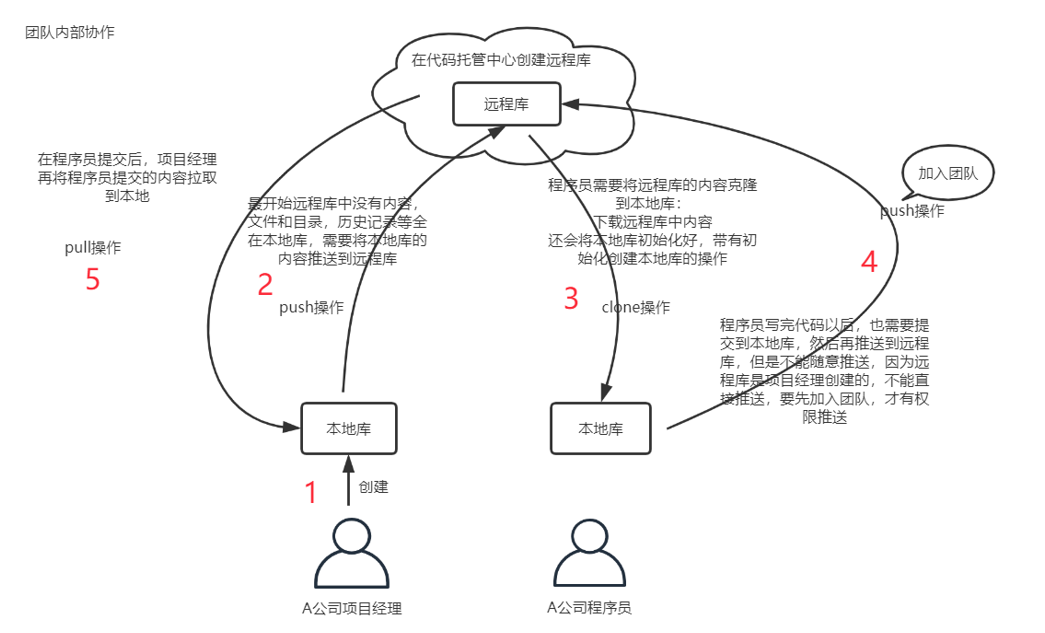 团队内部协作
在代码托管中心创建远程库
远程库
在程序员提交后，项目经理
再将程序员提交的内容拉取
到本地
pull操作
5
最开始远程库中没有内容，
文件和目录，历史记录等全
在本地库，需要将本地库的
内容推送到远程库
2
push操作
程序员需要将远程库的内容克隆
到本地库：
下载远程库中内容
还会将本地库初始化好，带有初
始化创建本地库的操作
3
clone操作
加入团队
push操作
4
程序员写完代码以后，也需要提
交到本地库，然后再推送到远程
库，但是不能随意推送，因为远
程库是项目经理创建的，不能直
接推送，要先加入团队，才有权
限推送
本地库
本地库
1
创建
A公司项目经理
A公司程序员